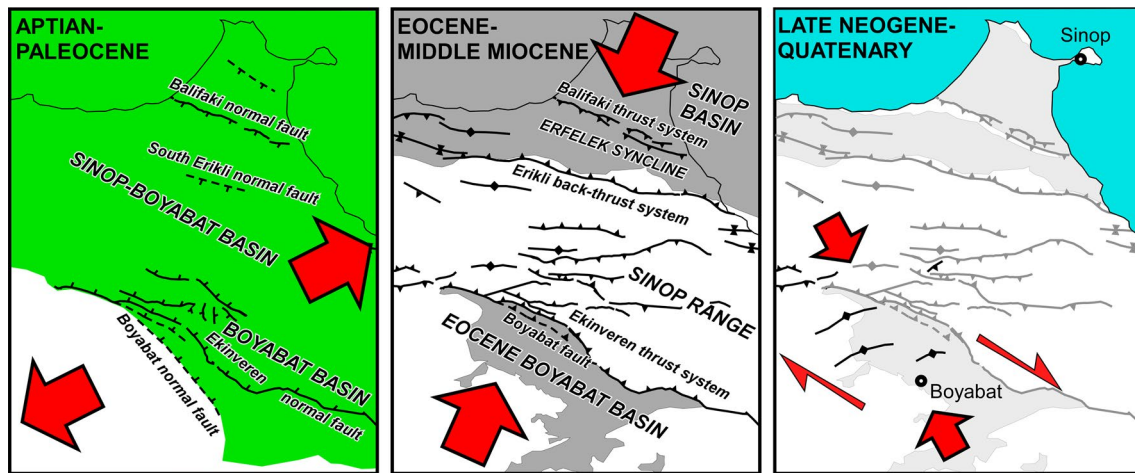 APTIAN-
PALEOCENE
Balifaki normal fault
South Erikli normal fault
SINOP-BOYABAT BASIN
BOYABAT BASIN
Ekinveren
normal fault
Boyabat normal fault
EOCENE-
MIDDLE MIOCENE
SINOP
BASIN
Balifaki thrust system
ERFELEK SYNCLINE
Erikli back-thrust system
SINOP RANGE
Ekinveren thrust system
Boyabat fault
EOCENE BOYABAT BASIN
LATE NEOGENE-
QUATENARY
Sinop
Boyabat